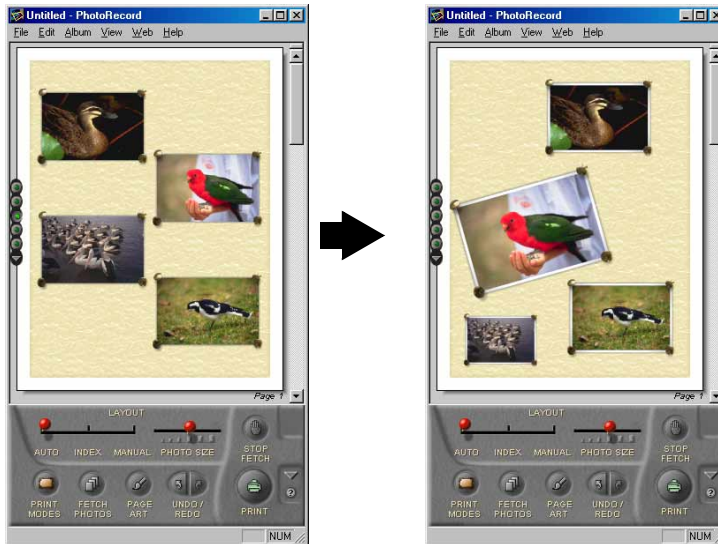 Untitled - PhotoRecord
File Edit Album View Web Help
Page 1
LAYOUT
AUTO INDEX MANUAL PHOTO SIZE
STOP
FETCH
PRINT
MODES
FETCH
PHOTOS
PAGE
ART
UNDO /
REDO
PRINT
NUM
Untitled - PhotoRecord
File Edit Album View Web Help
Page 1
LAYOUT
AUTO INDEX MANUAL PHOTO SIZE
STOP
FETCH
PRINT
MODES
FETCH
PHOTOS
PAGE
ART
UNDO /
REDO
PRINT
NUM